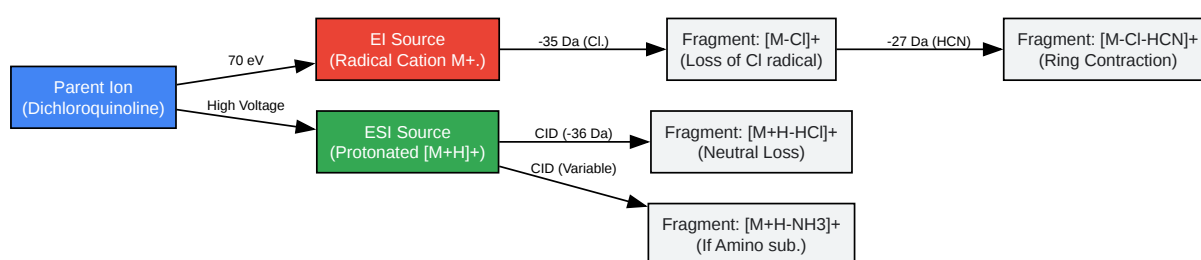 Parent Ion
(Dichloroquinoline)
70 eV
High Voltage
EI Source
(Radical Cation M+.)
-35 Da (Cl.)
Fragment: [M-Cl]+
(Loss of Cl radical)
-27 Da (HCN)
Fragment: [M-Cl-HCN]+
(Ring Contraction)
ESI Source
(Protonated [M+H]+)
CID (-36 Da)
Fragment: [M+H-HCl]+
(Neutral Loss)
CID (Variable)
Fragment: [M+H-NH3]+
(If Amino sub.)